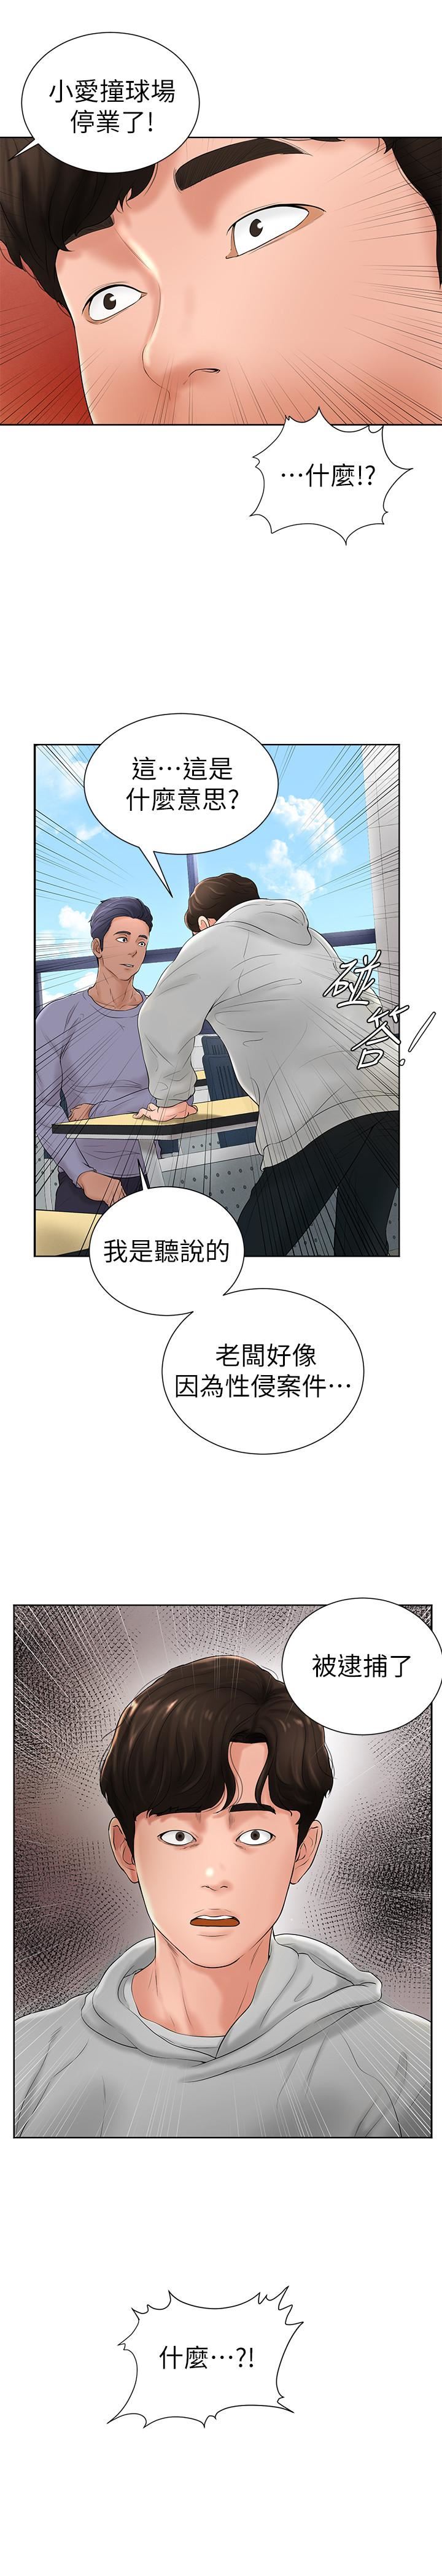 小愛撞球場
停業了!
…什麼!?
這…這是
什麼意思?
碰答!
我是聽說的
老闆好像
因為性侵案件…
被逮捕了
什麼…?!